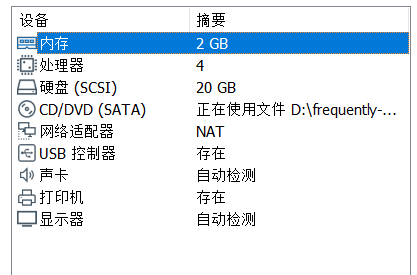 设备 摘要
内存 2 GB
处理器 4
硬盘 (SCSI) 20 GB
CD/DVD (SATA) 正在使用文件 D:\frequently-...
网络适配器 NAT
USB 控制器 存在
声卡 自动检测
打印机 存在
显示器 自动检测